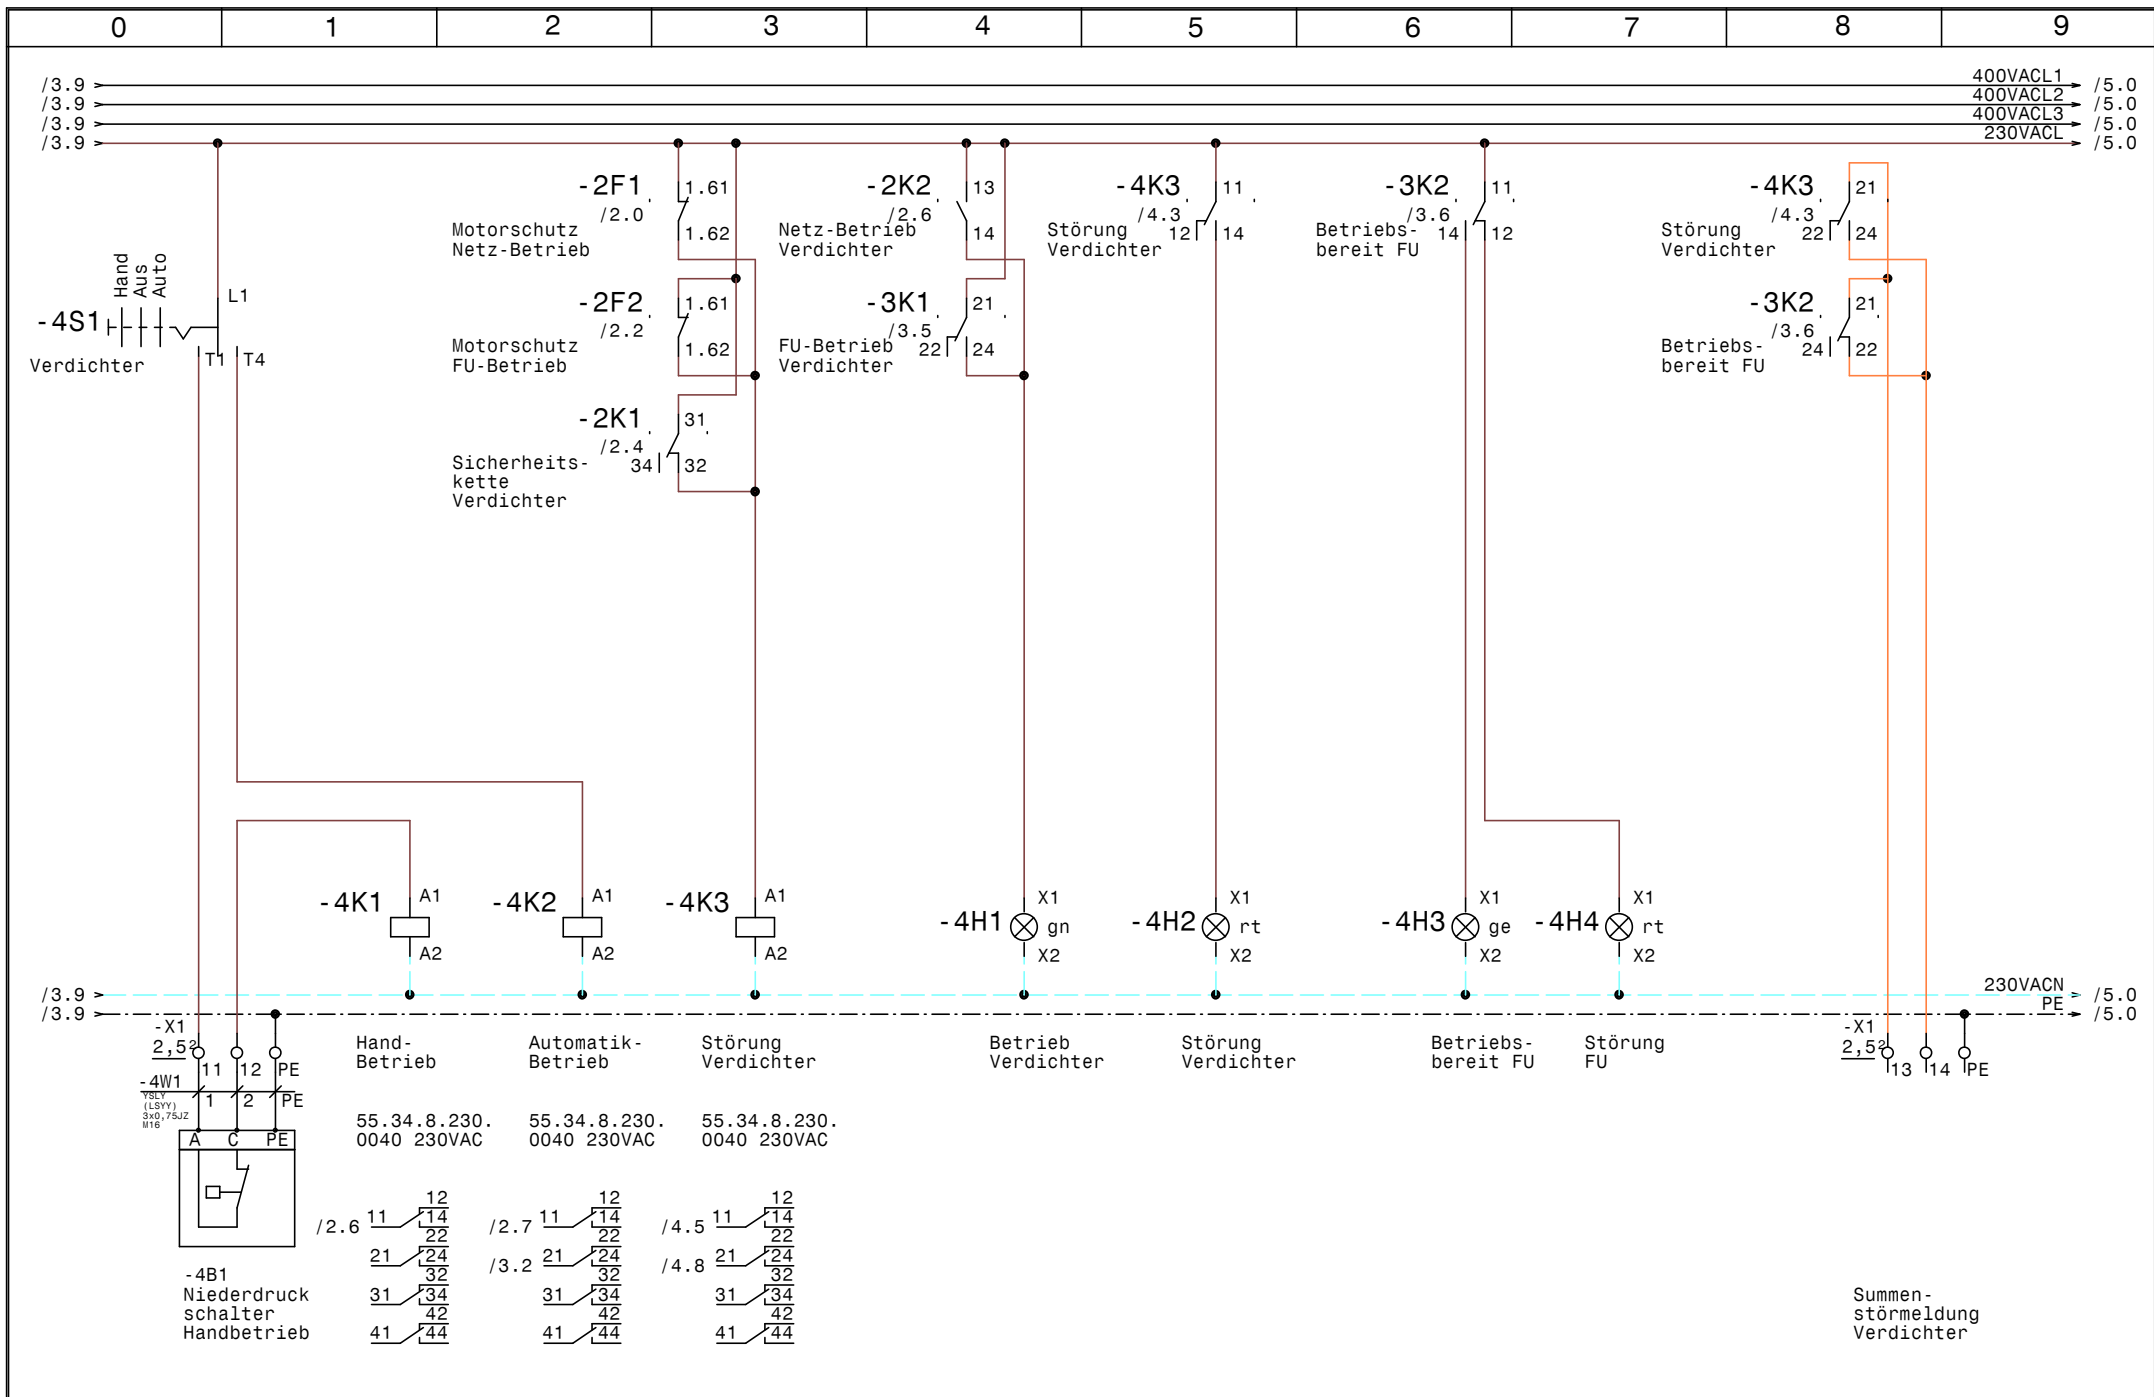 0 1 2 3 4 5 6 7 8 9
/3.9 400VACL1 /5.0
/3.9 400VACL2 /5.0
/3.9 400VACL3 /5.0
/3.9 230VACL /5.0
-4S1
Hand
Aus
Auto
L1
T1 T4
Verdichter
-2F1
/2.0
1.61
1.62
Motorschutz
Netz-Betrieb
-2F2
/2.2
1.61
1.62
Motorschutz
FU-Betrieb
-2K1
/2.4
31
34 32
Sicherheits-
kette
Verdichter
-2K2
/2.6
13
14
Netz-Betrieb
Verdichter
-3K1
/3.5
21
22 24
FU-Betrieb
Verdichter
-4K3
/4.3
11
12 14
Störung
Verdichter
-3K2
/3.6
11
14 12
Betriebs-
bereit FU
-4K3
/4.3
21
22 24
Störung
Verdichter
-3K2
/3.6
21
24 22
Betriebs-
bereit FU
-4K1 A1
A2
-4K2 A1
A2
-4K3 A1
A2
-4H1 X1
gn
X2
-4H2 X1
rt
X2
-4H3 X1
ge
X2
-4H4 X1
rt
X2
/3.9 230VACN /5.0
/3.9 PE /5.0
-X1
2,5²
11 12 PE
-4W1
YSLY
(LSYY)
3x0,75JZ
M16
1 2 PE
A C PE
-4B1
Niederdruck
schalter
Handbetrieb
Hand-
Betrieb
55.34.8.230.
0040 230VAC
Automatik-
Betrieb
55.34.8.230.
0040 230VAC
Störung
Verdichter
55.34.8.230.
0040 230VAC
Betrieb
Verdichter
Störung
Verdichter
Betriebs-
bereit FU
Störung
FU
-X1
2,5²
13 14 PE
12
/2.6 11 14
22
21 24
32
31 34
42
41 44
12
/2.7 11 14
22
/3.2 21 24
32
31 34
42
41 44
12
/4.5 11 14
22
/4.8 21 24
32
31 34
42
41 44
Summen-
störmeldung
Verdichter